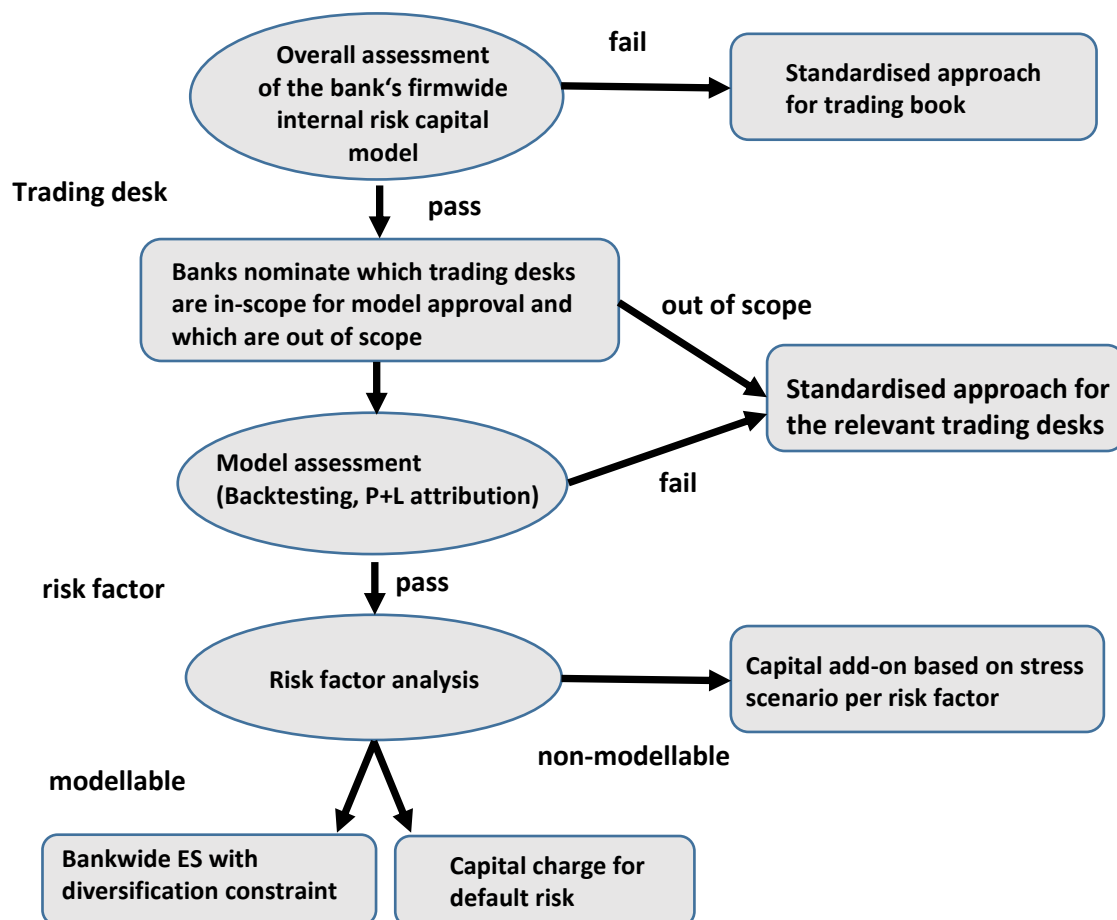 Overall assessment
of the bank‘s firmwide
internal risk capital
model
fail
Standardised approach
for trading book
Trading desk
pass
Banks nominate which trading desks
are in-scope for model approval and
which are out of scope
out of scope
Standardised approach for
the relevant trading desks
Model assessment
(Backtesting, P+L attribution)
fail
risk factor
pass
Risk factor analysis
Capital add-on based on stress
scenario per risk factor
non-modellable
modellable
Bankwide ES with
diversification constraint
Capital charge for
default risk